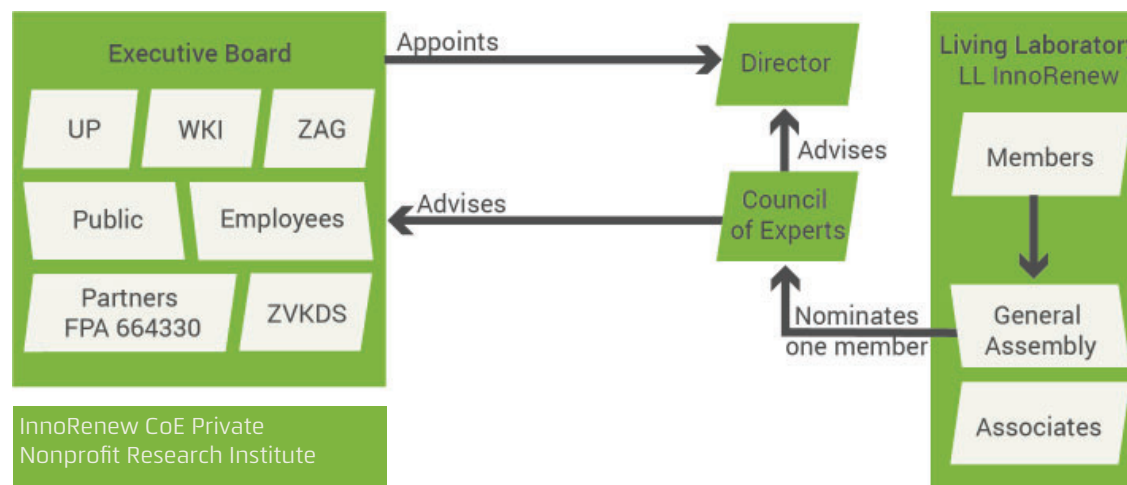 Executive Board
UP
WKI
ZAG
Public
Employees
Partners
FPA 664330
ZVKDS
InnoRenew CoE Private
Nonprofit Research Institute
Appoints
Director
Advises
Advises
Council
of Experts
Nominates
one member
Living Laboratory
LL InnoRenew
Members
General
Assembly
Associates